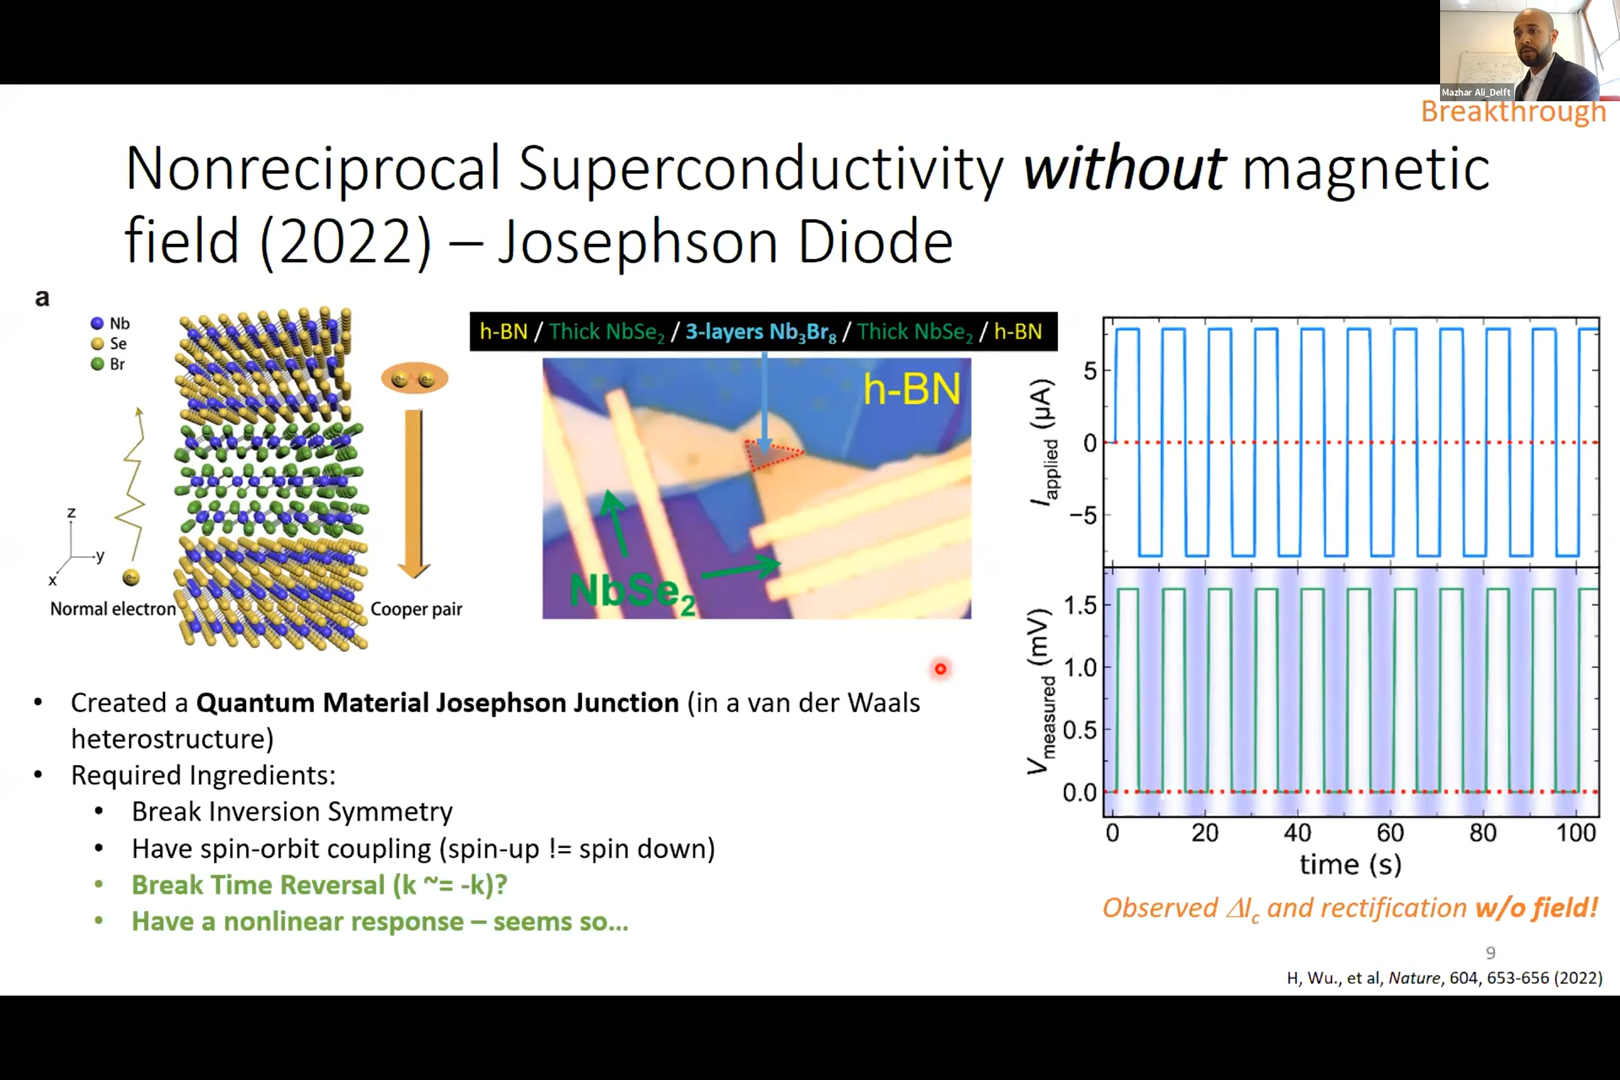 Mazhar Ali_Delft
Breakthrough
Nonreciprocal Superconductivity without magnetic
field (2022) – Josephson Diode
a
Nb
Se
Br
e-
e-
z
y
x
e-
Normal electron
Cooper pair
h-BN / Thick NbSe₂ / 3-layers Nb₃Br₈ / Thick NbSe₂ / h-BN
h-BN
NbSe₂
I_applied (μA)
5
0
−5
V_measured (mV)
1.5
1.0
0.5
0.0
0 20 40 60 80 100
time (s)
• Created a Quantum Material Josephson Junction (in a van der Waals
heterostructure)
• Required Ingredients:
• Break Inversion Symmetry
• Have spin-orbit coupling (spin-up != spin down)
• Break Time Reversal (k ~= -k)?
• Have a nonlinear response – seems so...
Observed ΔI_c and rectification w/o field!
9
H, Wu., et al, Nature, 604, 653-656 (2022)